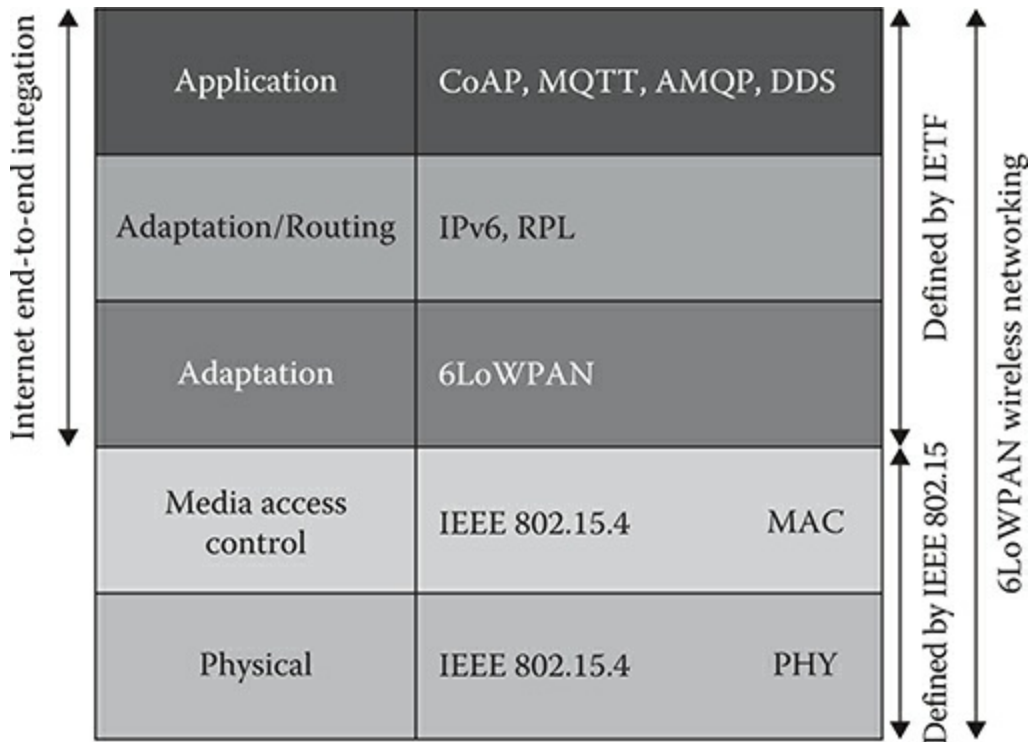 Internet end-to-end integation
Application
CoAP, MQTT, AMQP, DDS
Adaptation/Routing
IPv6, RPL
Adaptation
6LoWPAN
Media access
control
IEEE 802.15.4 MAC
Physical
IEEE 802.15.4 PHY
Defined by IETF
Defined by IEEE 802.15
6LoWPAN wireless networking